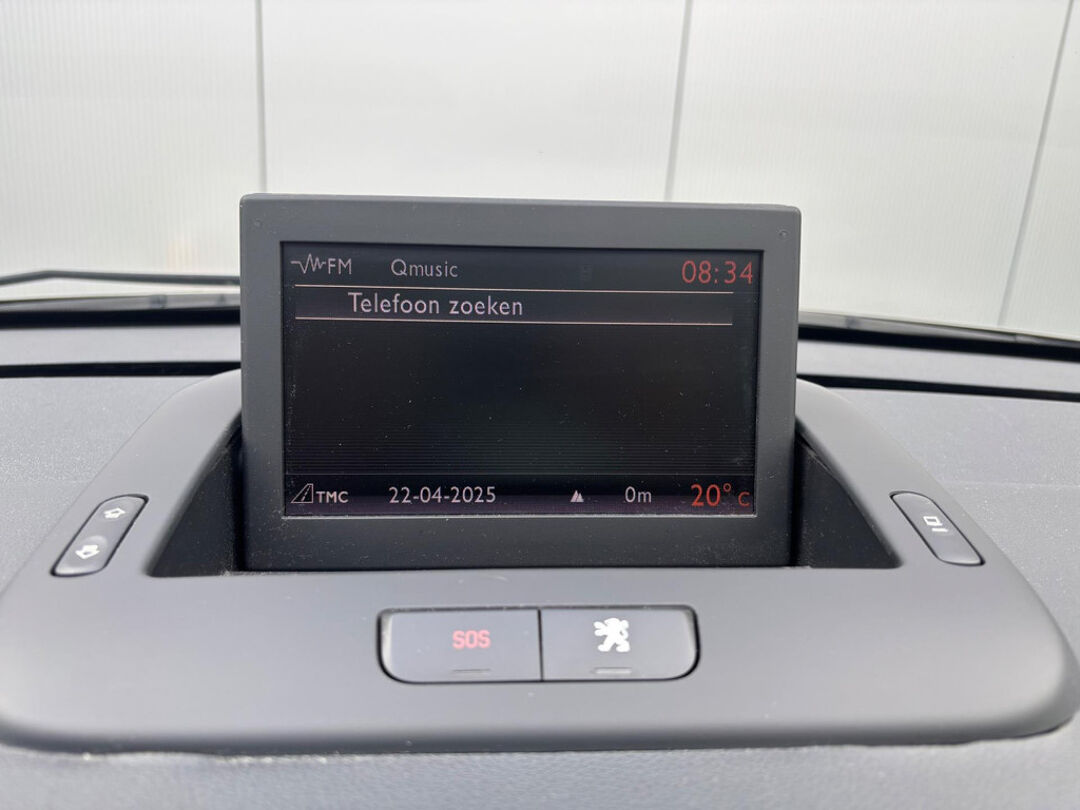 FM Qmusic 08:34
Telefoon zoeken
TMC 22-04-2025 0m 20° C
SOS